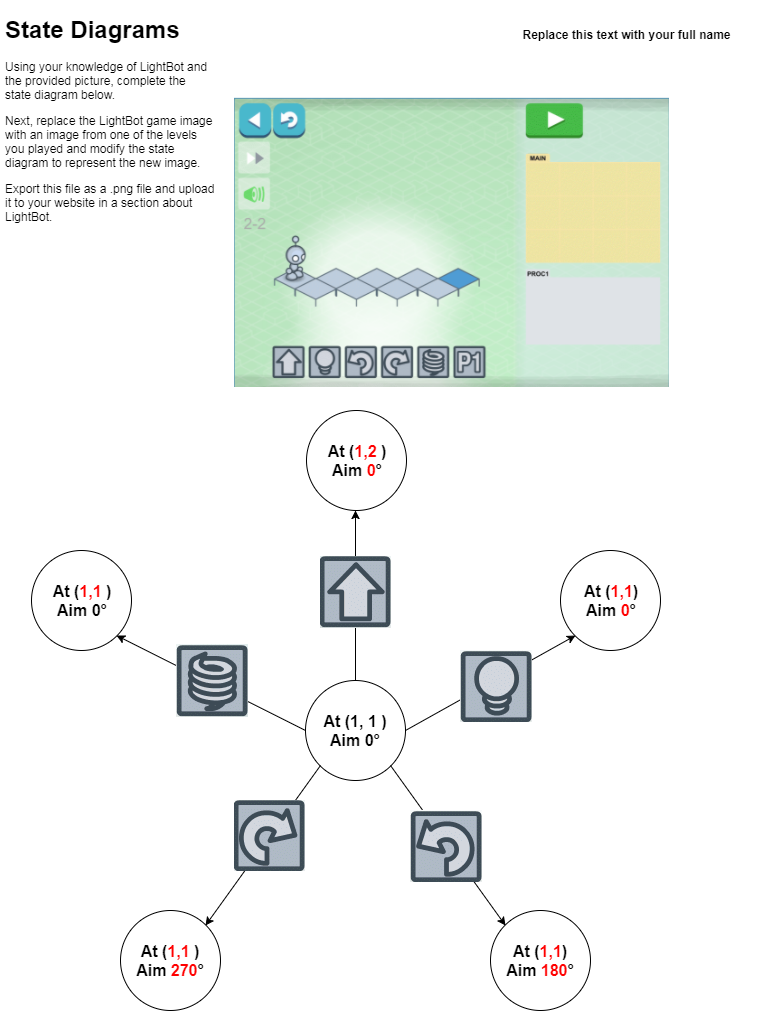 State Diagrams
Replace this text with your full name
Using your knowledge of LightBot and
the provided picture, complete the
state diagram below.
Next, replace the LightBot game image
with an image from one of the levels
you played and modify the state
diagram to represent the new image.
Export this file as a .png file and upload
it to your website in a section about
LightBot.
MAIN
2-2
PROC1
P1
At (1,2 )
Aim 0°
At (1,1 )
Aim 0°
At (1,1)
Aim 0°
At (1, 1 )
Aim 0°
At (1,1 )
Aim 270°
At (1,1)
Aim 180°